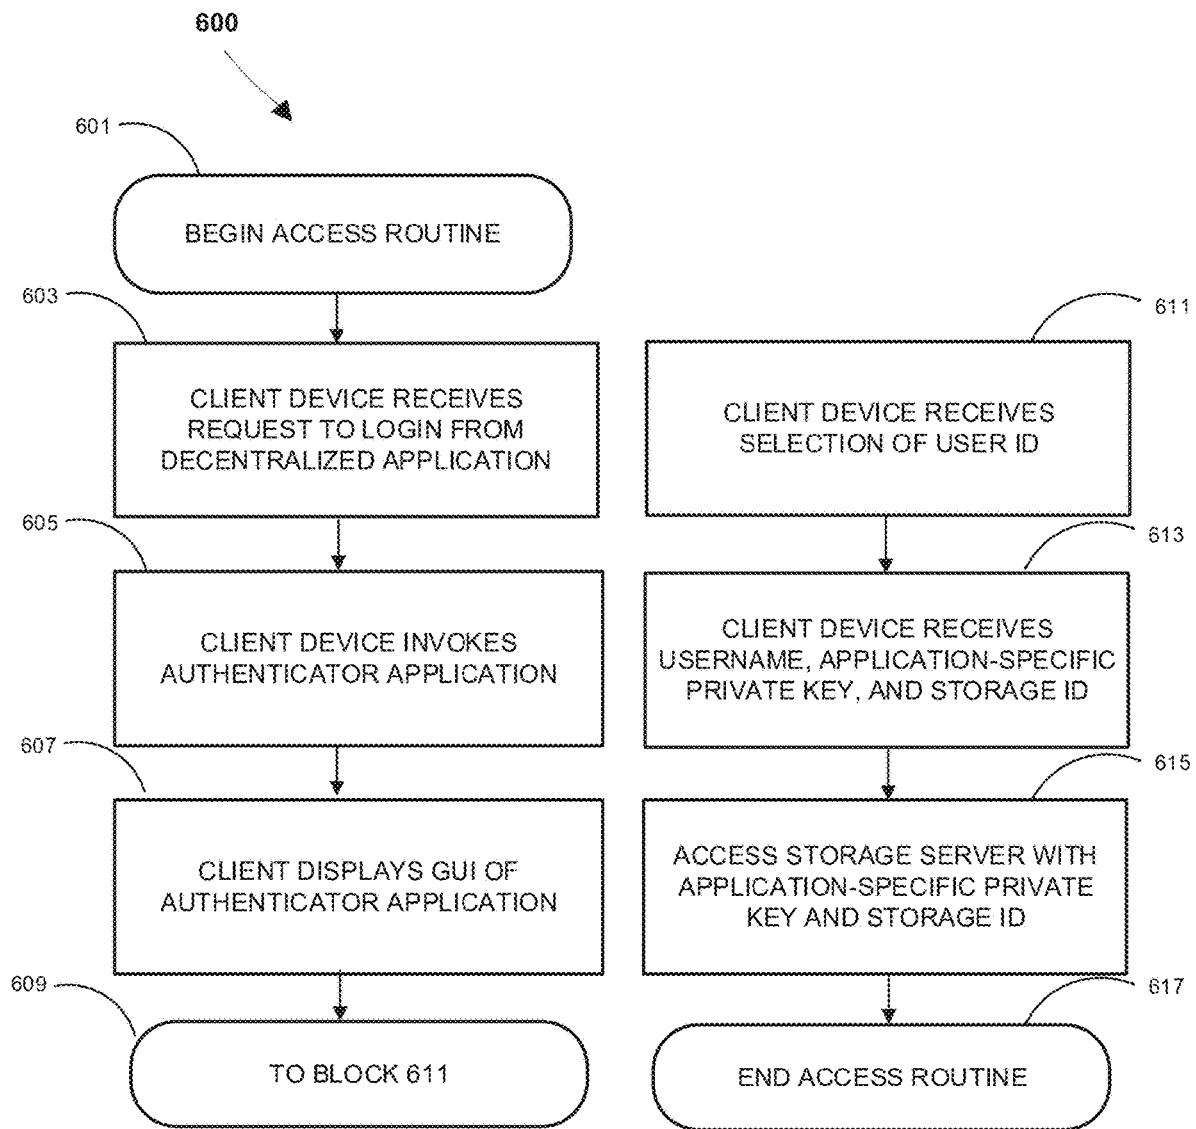 600
601
BEGIN ACCESS ROUTINE
603
CLIENT DEVICE RECEIVES
REQUEST TO LOGIN FROM
DECENTRALIZED APPLICATION
605
CLIENT DEVICE INVOKES
AUTHENTICATOR APPLICATION
607
CLIENT DISPLAYS GUI OF
AUTHENTICATOR APPLICATION
609
TO BLOCK 611
611
CLIENT DEVICE RECEIVES
SELECTION OF USER ID
613
CLIENT DEVICE RECEIVES
USERNAME, APPLICATION-SPECIFIC
PRIVATE KEY, AND STORAGE ID
615
ACCESS STORAGE SERVER WITH
APPLICATION-SPECIFIC PRIVATE
KEY AND STORAGE ID
617
END ACCESS ROUTINE